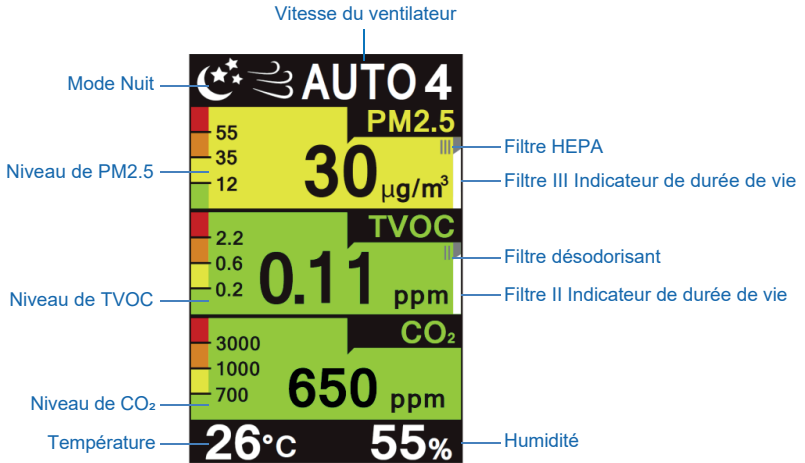 Vitesse du ventilateur
Mode Nuit
AUTO 4
PM2.5
55
35
12
30 µg/m³
Niveau de PM2.5
Filtre HEPA
Filtre III Indicateur de durée de vie
TVOC
2.2
0.6
0.2
0.11 ppm
Niveau de TVOC
Filtre désodorisant
Filtre II Indicateur de durée de vie
CO₂
3000
1000
700
650 ppm
Niveau de CO₂
Température
26°C
55%
Humidité